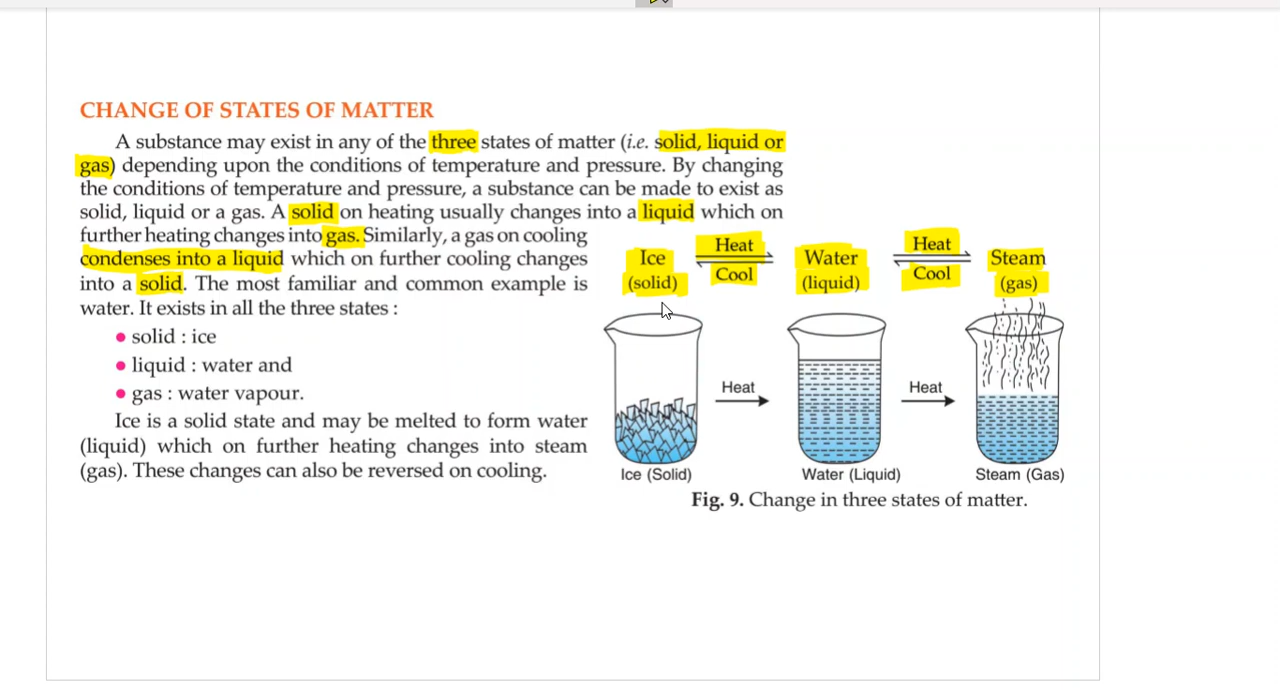 CHANGE OF STATES OF MATTER
A substance may exist in any of the three states of matter (i.e. solid, liquid or
gas) depending upon the conditions of temperature and pressure. By changing
the conditions of temperature and pressure, a substance can be made to exist as
solid, liquid or a gas. A solid on heating usually changes into a liquid which on
further heating changes into gas. Similarly, a gas on cooling
condenses into a liquid which on further cooling changes
into a solid. The most familiar and common example is
water. It exists in all the three states :
• solid : ice
• liquid : water and
• gas : water vapour.
Ice is a solid state and may be melted to form water
(liquid) which on further heating changes into steam
(gas). These changes can also be reversed on cooling.
Ice
(solid)
Heat
Cool
Water
(liquid)
Heat
Cool
Steam
(gas)
Heat
Heat
Ice (Solid)
Water (Liquid)
Steam (Gas)
Fig. 9. Change in three states of matter.